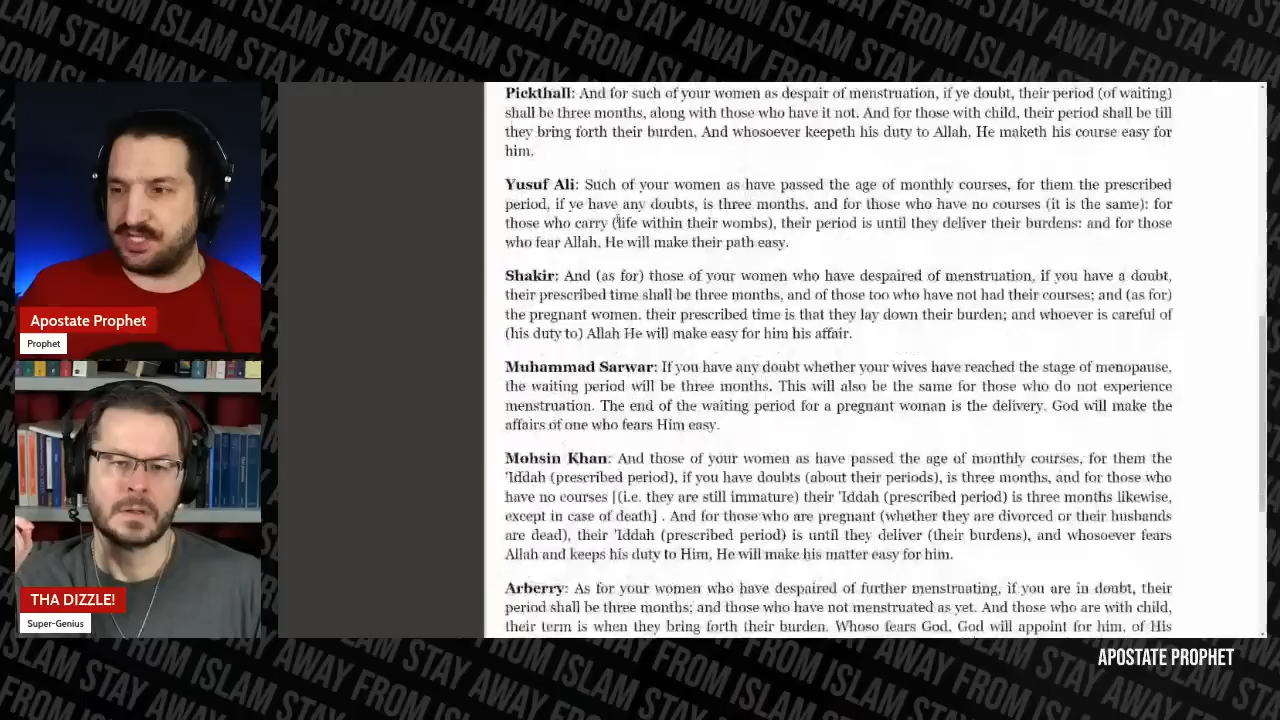 STAY AWAY FROM ISLAM
Pickthall: And for such of your women as despair of menstruation, if ye doubt, their period (of waiting)
shall be three months, along with those who have it not. And for those with child, their period shall be till
they bring forth their burden. And whosoever keepeth his duty to Allah, He maketh his course easy for
him.
Yusuf Ali: Such of your women as have passed the age of monthly courses, for them the prescribed
period, if ye have any doubts, is three months, and for those who have no courses (it is the same): for
those who carry (life within their wombs), their period is until they deliver their burdens: and for those
who fear Allah, He will make their path easy.
Shakir: And (as for) those of your women who have despaired of menstruation, if you have a doubt,
their prescribed time shall be three months, and of those too who have not had their courses; and (as for)
the pregnant women, their prescribed time is that they lay down their burden; and whoever is careful of
(his duty to) Allah He will make easy for him his affair.
Muhammad Sarwar: If you have any doubt whether your wives have reached the stage of menopause,
the waiting period will be three months. This will also be the same for those who do not experience
menstruation. The end of the waiting period for a pregnant woman is the delivery. God will make the
affairs of one who fears Him easy.
Mohsin Khan: And those of your women as have passed the age of monthly courses, for them the
'Iddah (prescribed period), if you have doubts (about their periods), is three months, and for those who
have no courses [(i.e. they are still immature) their 'Iddah (prescribed period) is three months likewise,
except in case of death] . And for those who are pregnant (whether they are divorced or their husbands
are dead), their 'Iddah (prescribed period) is until they deliver (their burdens), and whosoever fears
Allah and keeps his duty to Him, He will make his matter easy for him.
Arberry: As for your women who have despaired of further menstruating, if you are in doubt, their
period shall be three months; and those who have not menstruated as yet. And those who are with child,
their term is when they bring forth their burden. Whoso fears God, God will appoint for him, of His
Apostate Prophet
Prophet
THA DIZZLE!
Super-Genius
APOSTATE PROPHET